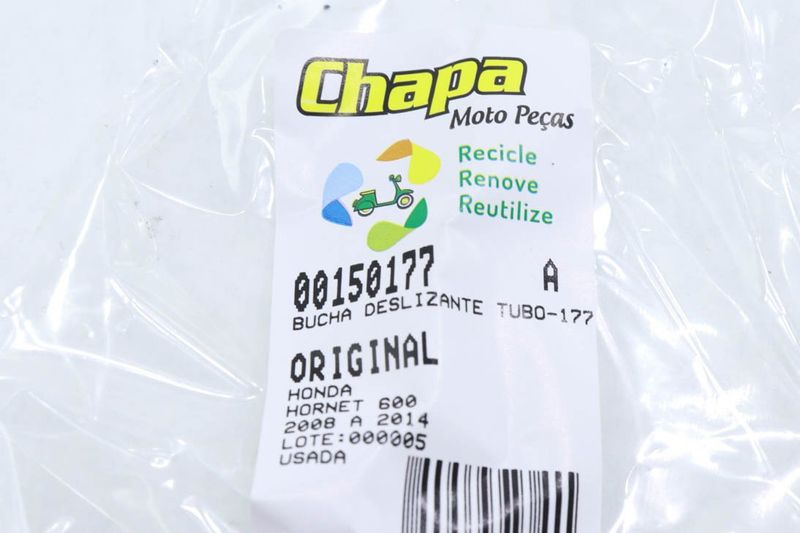 Chapa
Moto Peças
Recicle
Renove
Reutilize
00150177 A
BUCHA DESLIZANTE TUBO-177
ORIGINAL
HONDA
HORNET 600
2008 A 2014
LOTE:000005
USADA